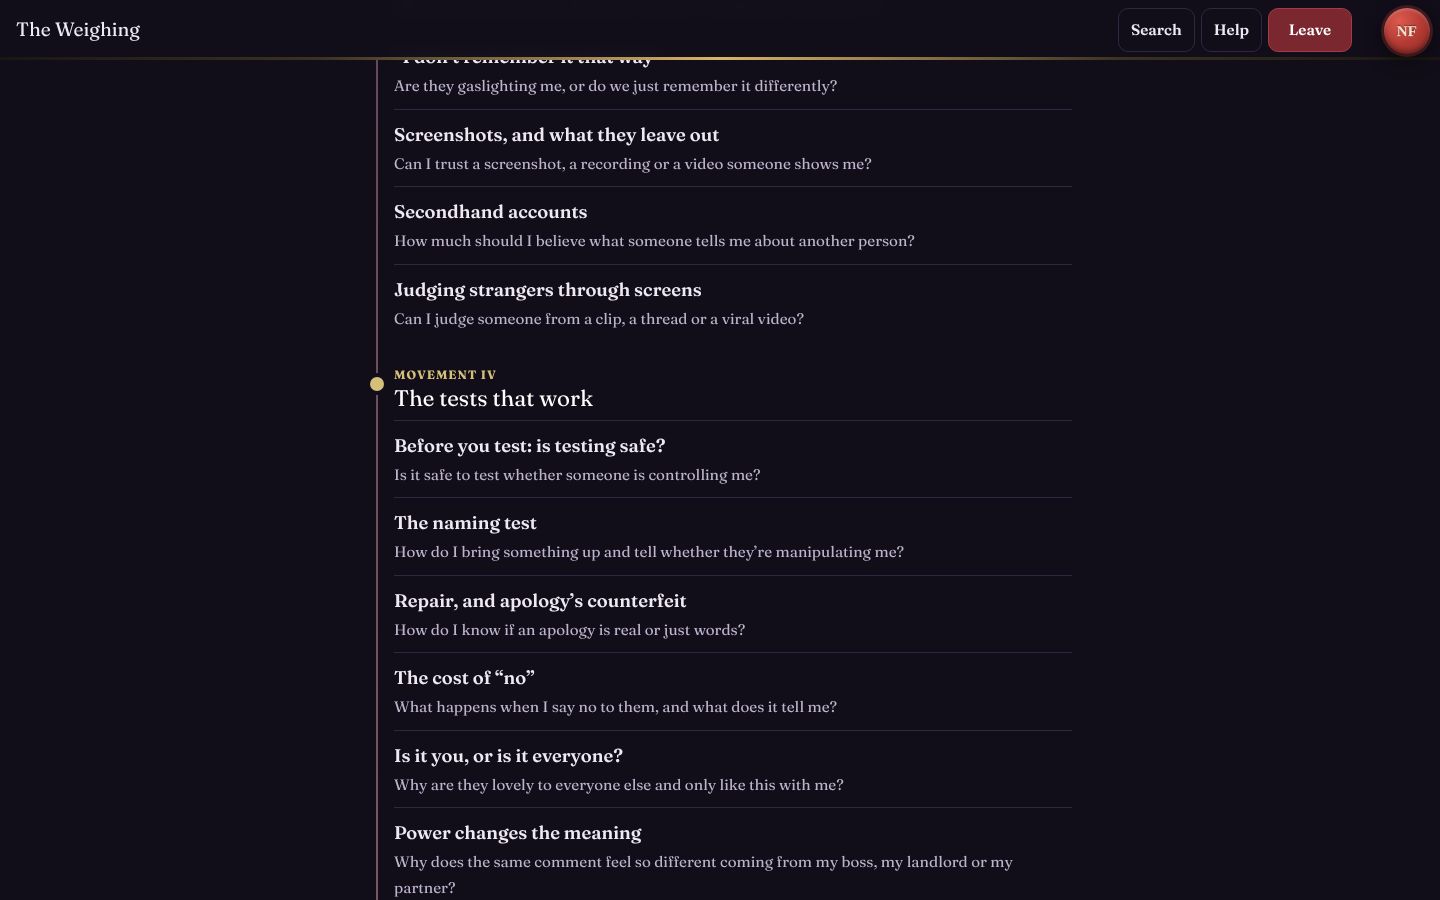 The Weighing
Search
Help
Leave
NF
“I don’t remember it that way”
Are they gaslighting me, or do we just remember it differently?
Screenshots, and what they leave out
Can I trust a screenshot, a recording or a video someone shows me?
Secondhand accounts
How much should I believe what someone tells me about another person?
Judging strangers through screens
Can I judge someone from a clip, a thread or a viral video?
MOVEMENT IV
The tests that work
Before you test: is testing safe?
Is it safe to test whether someone is controlling me?
The naming test
How do I bring something up and tell whether they’re manipulating me?
Repair, and apology’s counterfeit
How do I know if an apology is real or just words?
The cost of “no”
What happens when I say no to them, and what does it tell me?
Is it you, or is it everyone?
Why are they lovely to everyone else and only like this with me?
Power changes the meaning
Why does the same comment feel so different coming from my boss, my landlord or my
partner?